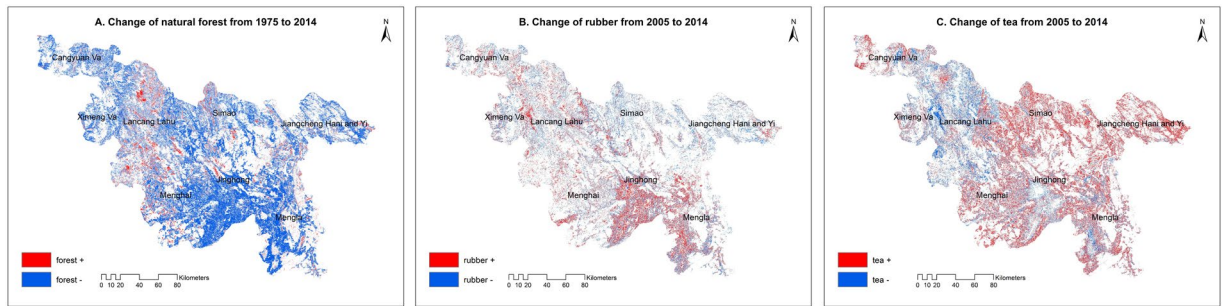 A. Change of natural forest from 1975 to 2014
N
Cangyuan Va
Ximeng Va
Lancang Lahu
Simao
Jiangcheng Hani and Yi
Jinghong
Menghai
Mengla
forest +
forest -
Kilometers
0 10 20 40 60 80
B. Change of rubber from 2005 to 2014
N
Cangyuan Va
Ximeng Va
Lancang Lahu
Simao
Jiangcheng Hani and Yi
Jinghong
Menghai
Mengla
rubber +
rubber -
Kilometers
0 10 20 40 60 80
C. Change of tea from 2005 to 2014
N
Cangyuan Va
Ximeng Va
Lancang Lahu
Simao
Jiangcheng Hani and Yi
Jinghong
Menghai
Mengla
tea +
tea -
Kilometers
0 10 20 40 60 80